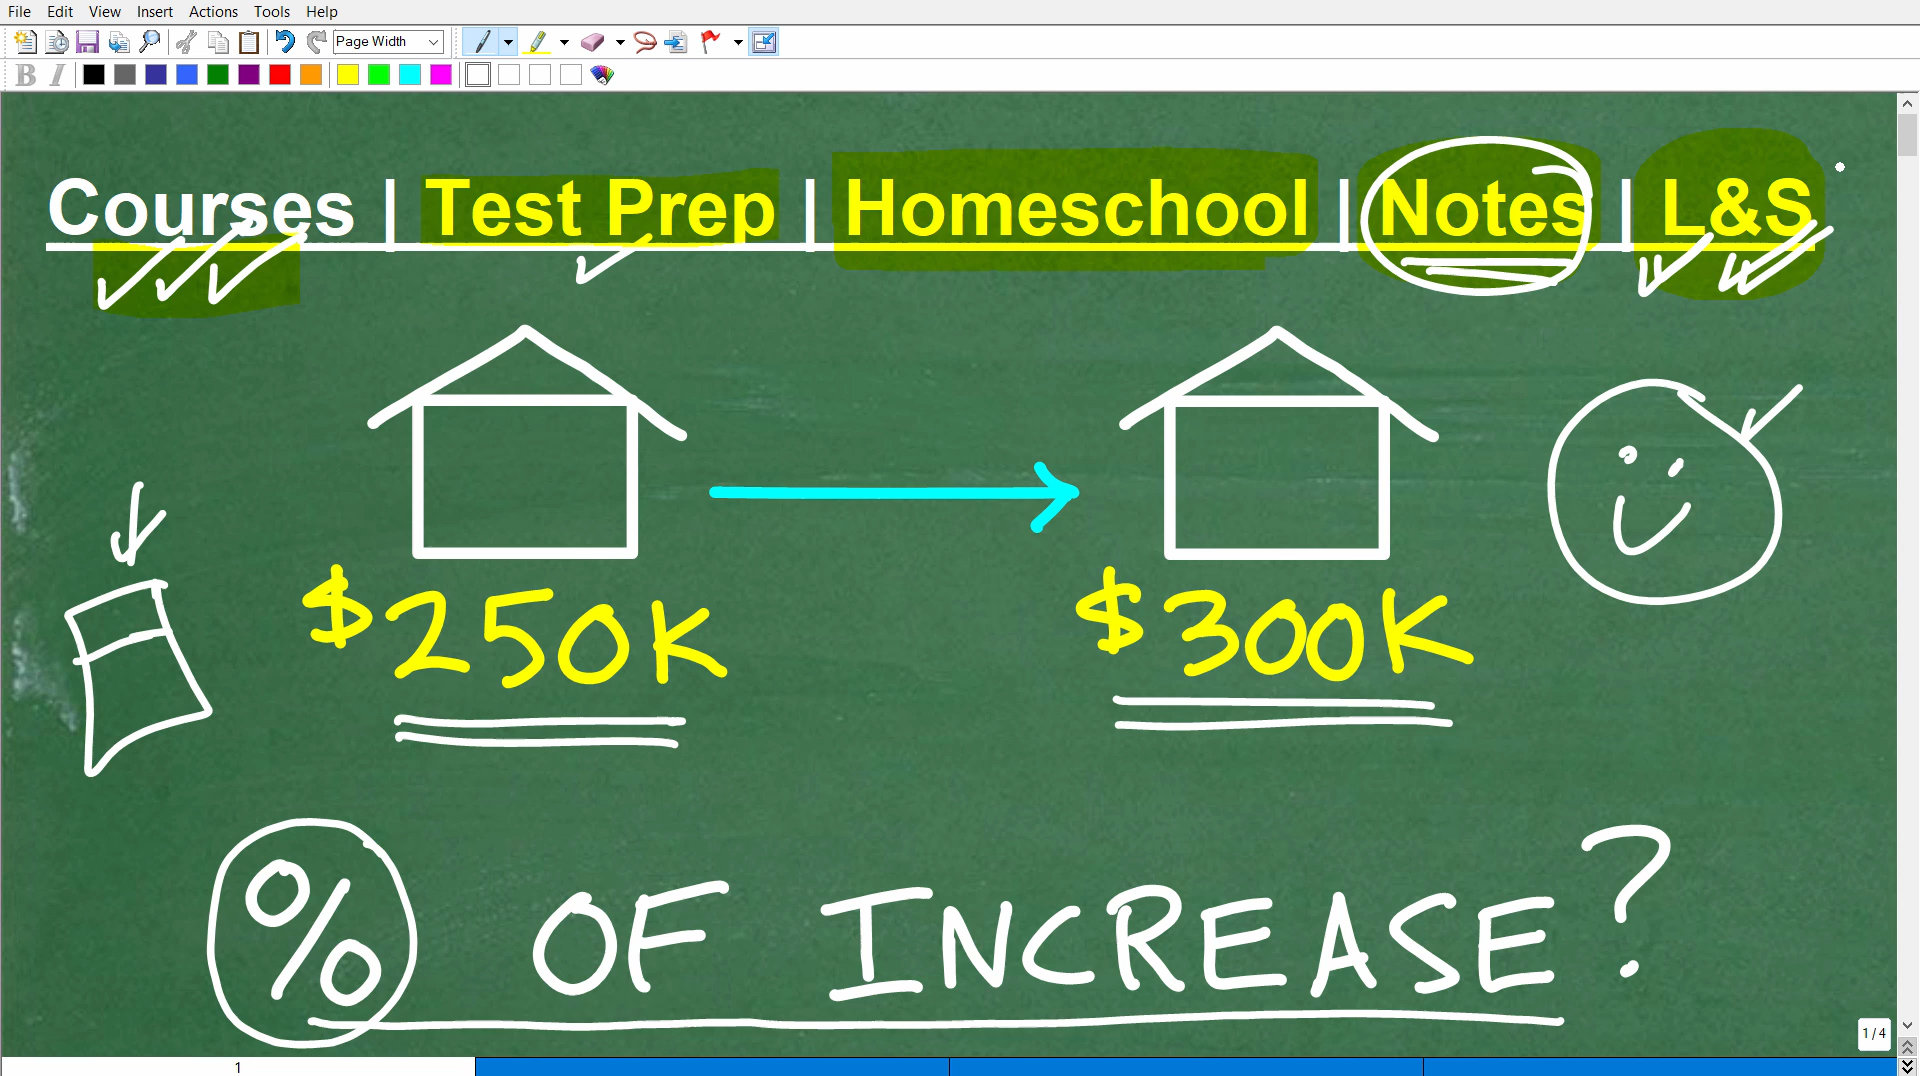 File Edit View Insert Actions Tools Help
Page Width
B I
Courses | Test Prep | Homeschool | Notes | L&S
$250K $300K
% OF INCREASE?
1 / 4
1